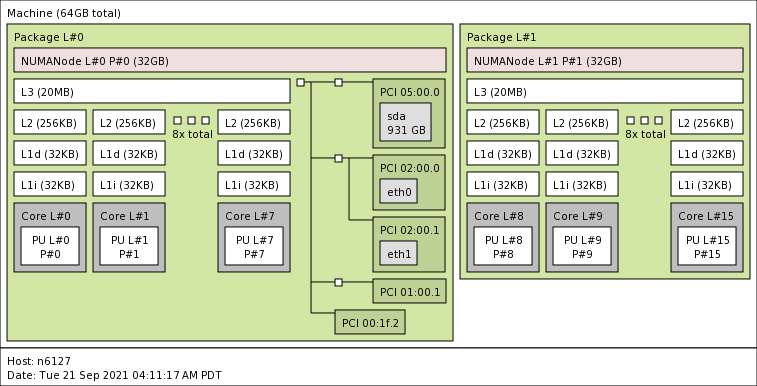 Machine (64GB total)
Package L#0
NUMANode L#0 P#0 (32GB)
L3 (20MB)
L2 (256KB) L2 (256KB) 8x total L2 (256KB)
L1d (32KB) L1d (32KB) L1d (32KB)
L1i (32KB) L1i (32KB) L1i (32KB)
Core L#0 Core L#1 Core L#7
PU L#0 PU L#1 PU L#7
P#0 P#1 P#7
PCI 05:00.0
sda
931 GB
PCI 02:00.0
eth0
PCI 02:00.1
eth1
PCI 01:00.1
PCI 00:1f.2
Package L#1
NUMANode L#1 P#1 (32GB)
L3 (20MB)
L2 (256KB) L2 (256KB) 8x total L2 (256KB)
L1d (32KB) L1d (32KB) L1d (32KB)
L1i (32KB) L1i (32KB) L1i (32KB)
Core L#8 Core L#9 Core L#15
PU L#8 PU L#9 PU L#15
P#8 P#9 P#15
Host: n6127
Date: Tue 21 Sep 2021 04:11:17 AM PDT